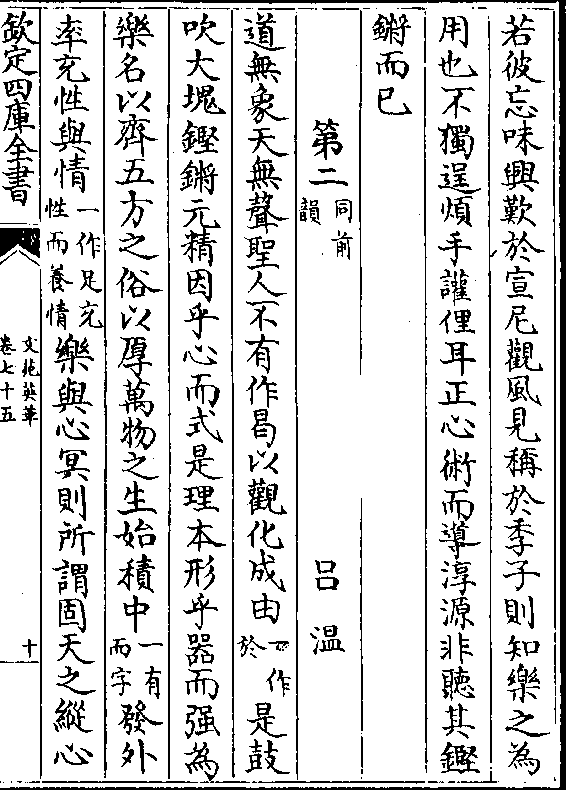 若彼忘味興歎於宣尼觀風見稱於季子則知樂之為
用也不獨逞煩手讙俚耳正心術而導淳源非聽其鏗
鏘而已
第二同前韻 吕温
道無象天無聲聖人不有作曷以觀化成由一作於是鼓
吹大塊鏗鏘元精因乎心而式是理本形乎器而强為
樂名以齊五方之俗以厚萬物之生始積中一有而字發外
率充性與情一作足充性而養情樂與心冥則所謂固天之縱心
欽定四庫全書
文苑英華
卷七十五
十